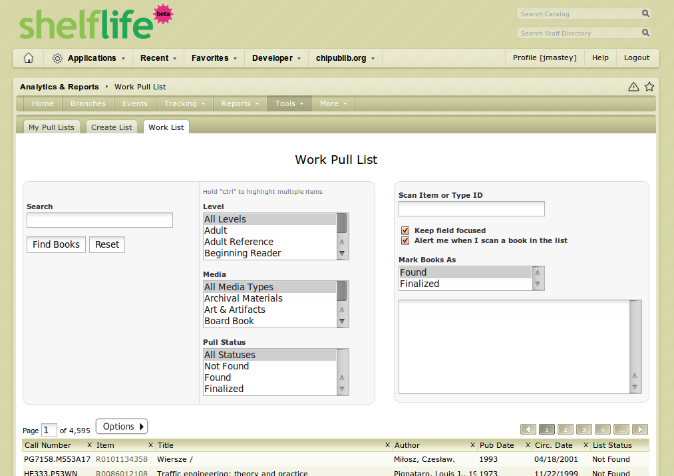 shelflife beta
Search Catalog
Search Staff Directory
Applications Recent Favorites Developer chipublib.org Profile [jmastey] Help Logout
Analytics & Reports Work Pull List
Home Branches Events Tracking Reports Tools More
My Pull Lists Create List Work List
Work Pull List
Hold "Ctrl" to highlight multiple items
Search
Find Books Reset
Level
All Levels
Adult
Adult Reference
Beginning Reader
Media
All Media Types
Archival Materials
Art & Artifacts
Board Book
Pull Status
All Statuses
Not Found
Found
Finalized
Scan Item or Type ID
Keep field focused
Alert me when I scan a book in the list
Mark Books As
Found
Finalized
Page 1 of 4,595 Options 1 2 3 4
Call Number X Item X Title X Author X Pub Date X Circ. Date X List Status
PG7158.M553A17 R0101134358 Wiersze / Miłosz, Czesław. 1993 04/18/2001 Not Found
HE333.P53WN R0086012108 Traffic engineering: theory and practice Pignataro, Louis J., 19 1973 11/22/1999 Not Found